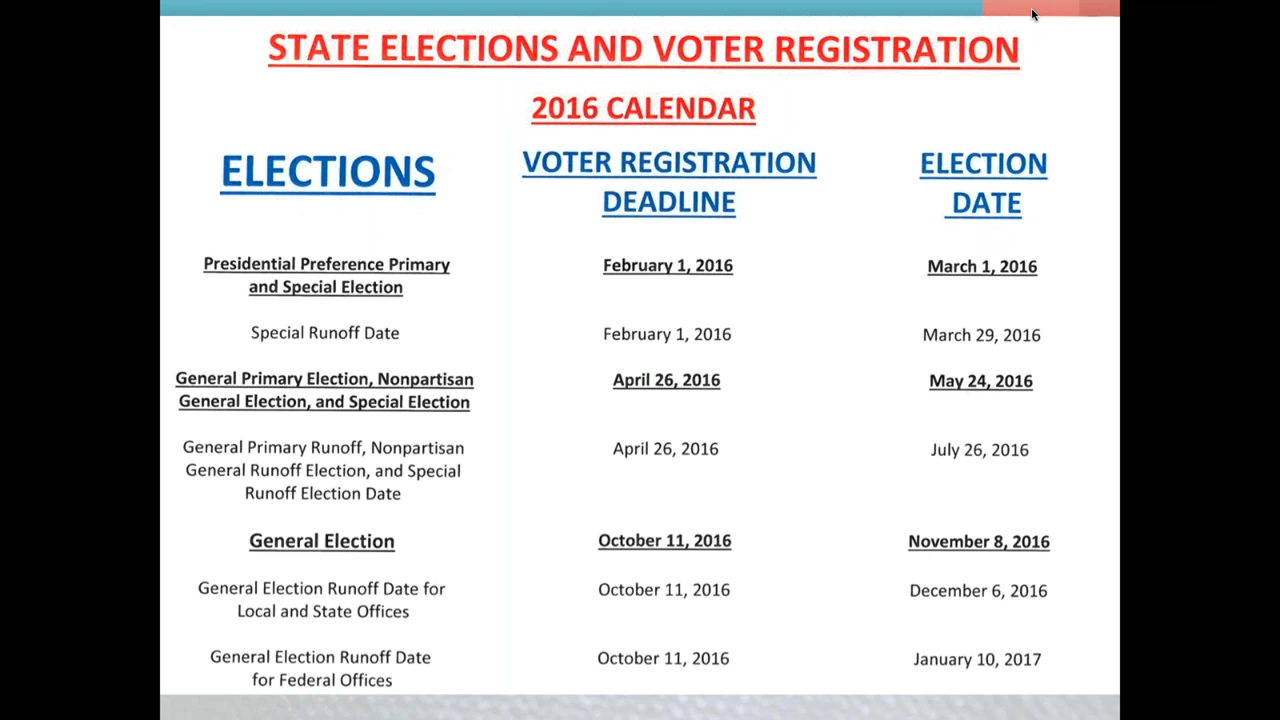 STATE ELECTIONS AND VOTER REGISTRATION
2016 CALENDAR
ELECTIONS
VOTER REGISTRATION
DEADLINE
ELECTION
DATE
Presidential Preference Primary
and Special Election
February 1, 2016
March 1, 2016
Special Runoff Date
February 1, 2016
March 29, 2016
General Primary Election, Nonpartisan
General Election, and Special Election
April 26, 2016
May 24, 2016
General Primary Runoff, Nonpartisan
General Runoff Election, and Special
Runoff Election Date
April 26, 2016
July 26, 2016
General Election
October 11, 2016
November 8, 2016
General Election Runoff Date for
Local and State Offices
October 11, 2016
December 6, 2016
General Election Runoff Date
for Federal Offices
October 11, 2016
January 10, 2017